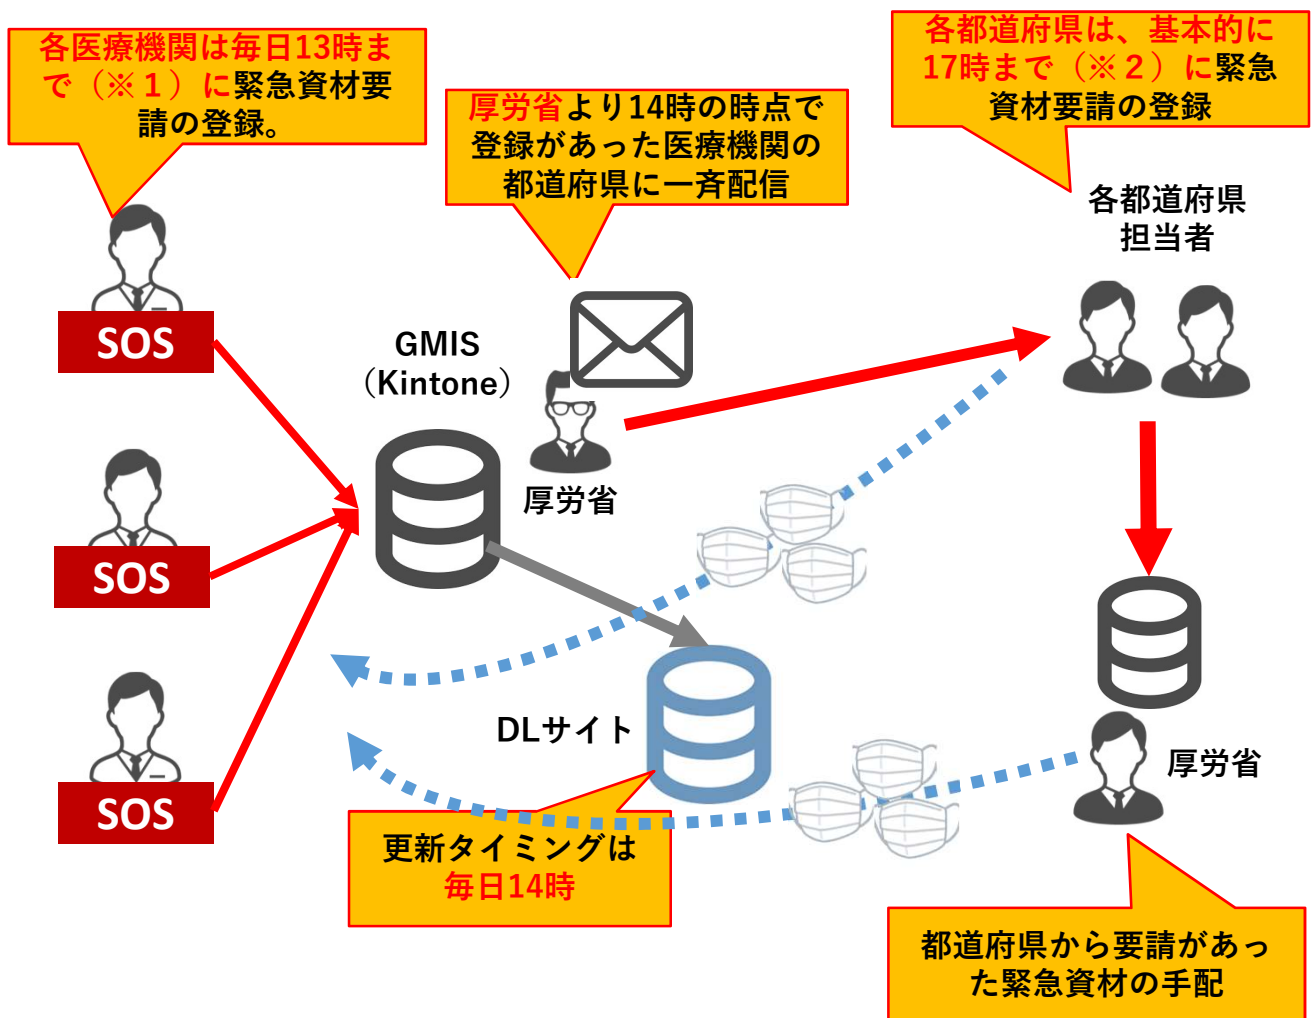 各医療機関は毎日13時ま
で（※１）に緊急資材要
請の登録。
厚労省より14時の時点で
登録があった医療機関の
都道府県に一斉配信
各都道府県は、基本的に
17時まで（※２）に緊急
資材要請の登録
各都道府県
担当者
SOS
GMIS
（Kintone）
厚労省
SOS
DLサイト
厚労省
SOS
更新タイミングは
毎日14時
都道府県から要請があっ
た緊急資材の手配